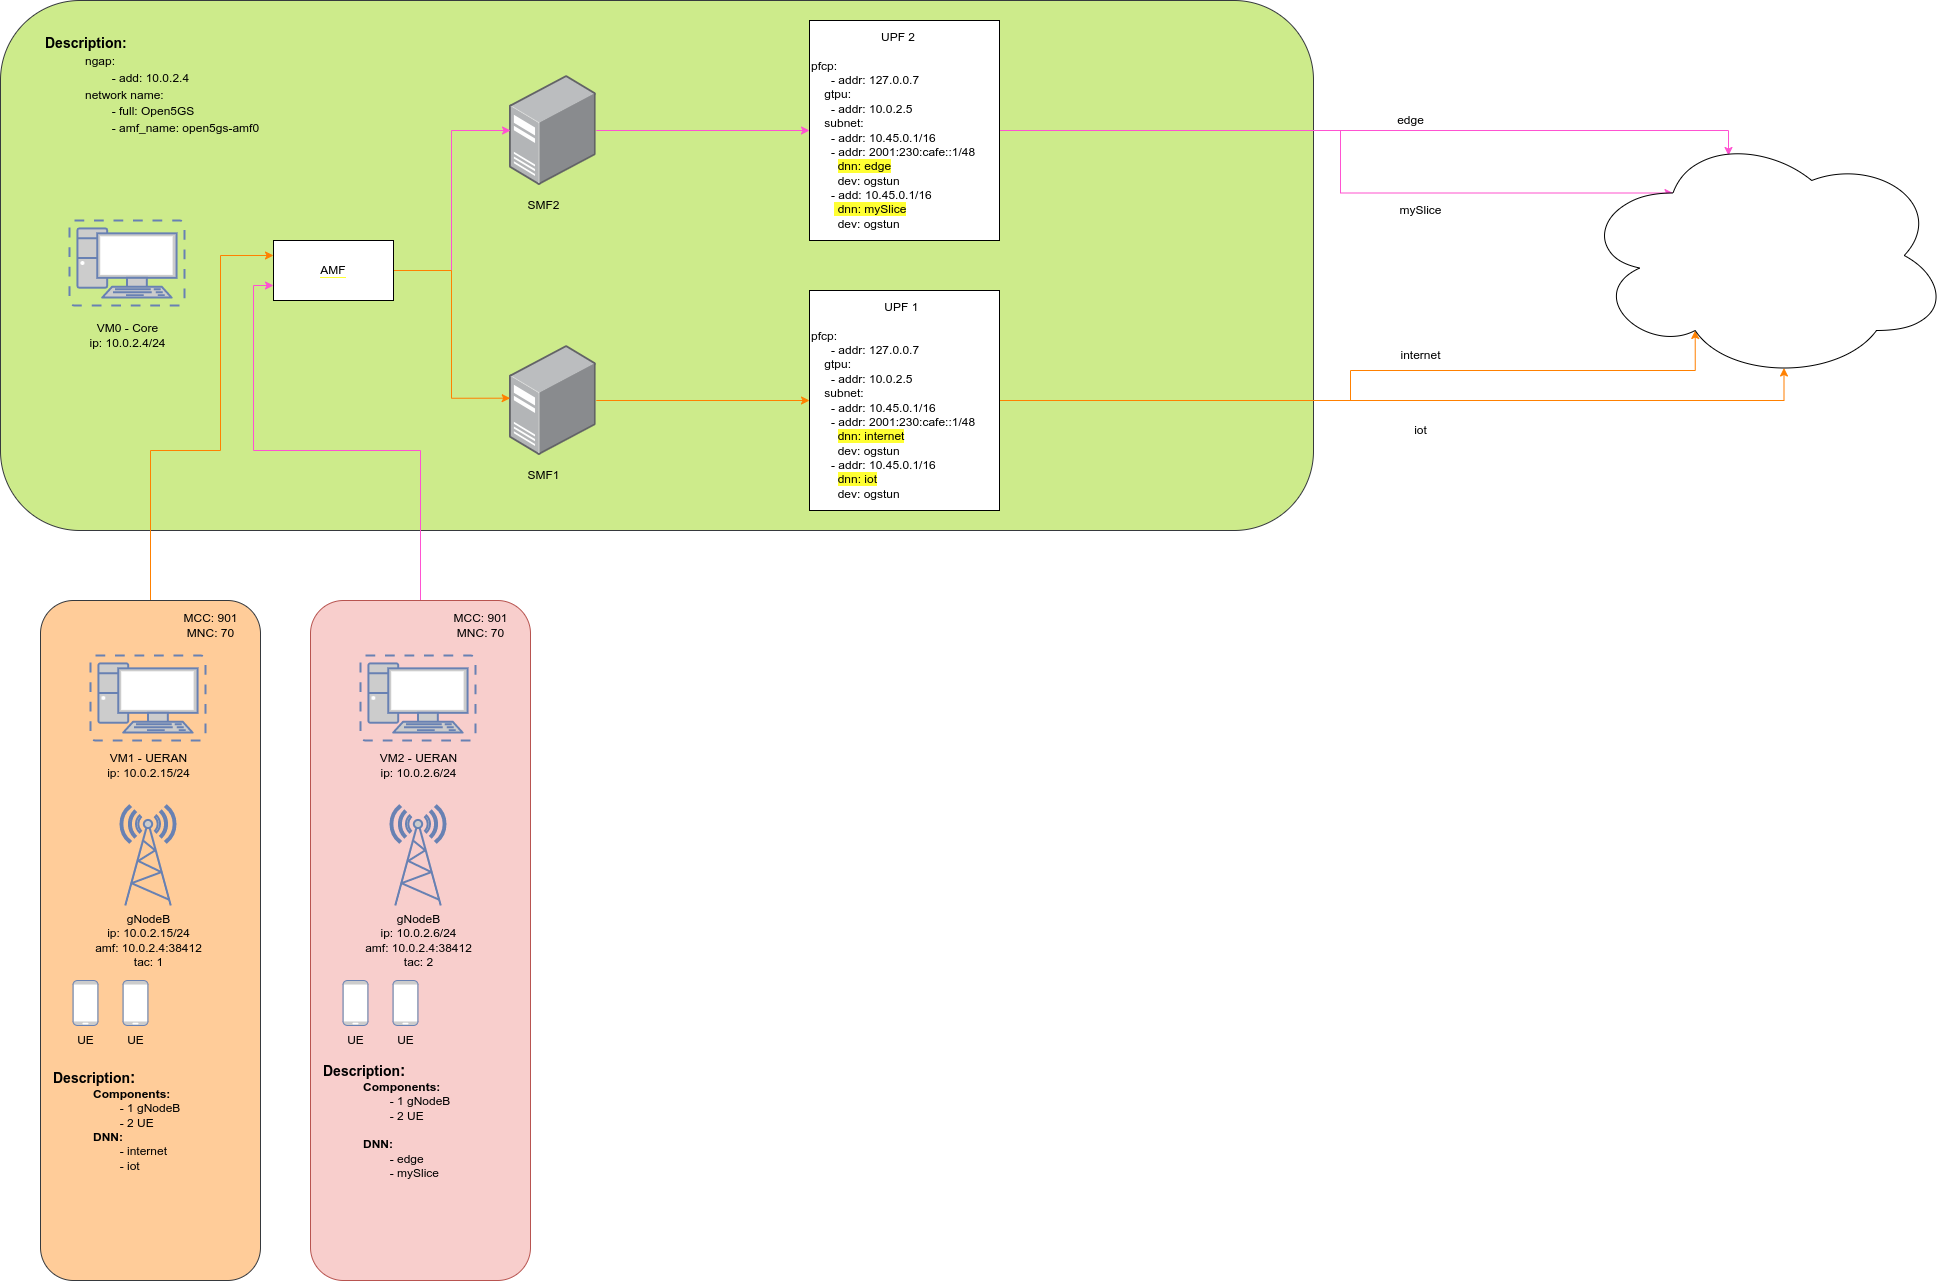 Description:
ngap:
- add: 10.0.2.4
network name:
- full: Open5GS
- amf_name: open5gs-amf0
VM0 - Core
ip: 10.0.2.4/24
AMF
SMF2
SMF1
UPF 2
pfcp:
- addr: 127.0.0.7
gtpu:
- addr: 10.0.2.5
subnet:
- addr: 10.45.0.1/16
- addr: 2001:230:cafe::1/48
dnn: edge
dev: ogstun
- add: 10.45.0.1/16
dnn: mySlice
dev: ogstun
UPF 1
pfcp:
- addr: 127.0.0.7
gtpu:
- addr: 10.0.2.5
subnet:
- addr: 10.45.0.1/16
- addr: 2001:230:cafe::1/48
dnn: internet
dev: ogstun
- addr: 10.45.0.1/16
dnn: iot
dev: ogstun
edge
mySlice
internet
iot
MCC: 901
MNC: 70
VM1 - UERAN
ip: 10.0.2.15/24
gNodeB
ip: 10.0.2.15/24
amf: 10.0.2.4:38412
tac: 1
UE
UE
Description:
Components:
- 1 gNodeB
- 2 UE
DNN:
- internet
- iot
MCC: 901
MNC: 70
VM2 - UERAN
ip: 10.0.2.6/24
gNodeB
ip: 10.0.2.6/24
amf: 10.0.2.4:38412
tac: 2
UE
UE
Description:
Components:
- 1 gNodeB
- 2 UE
DNN:
- edge
- mySlice